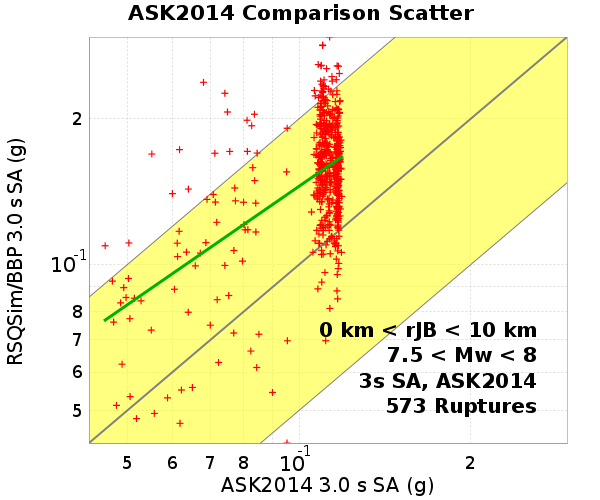 ASK2014 Comparison Scatter
RSQSim/BBP 3.0 s SA (g)
2
10⁻¹
8
7
6
5
0 km < rJB < 10 km
7.5 < Mw < 8
3s SA, ASK2014
573 Ruptures
5 6 7 8 10⁻¹ 2
ASK2014 3.0 s SA (g)